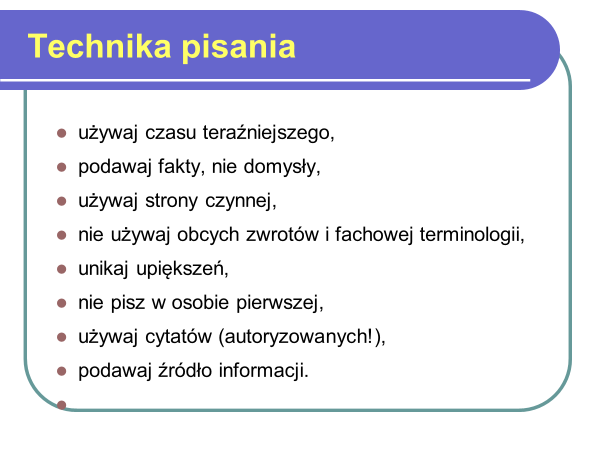 Technika pisania
używaj czasu teraźniejszego,
podawaj fakty, nie domysły,
używaj strony czynnej,
nie używaj obcych zwrotów i fachowej terminologii,
unikaj upiększeń,
nie pisz w osobie pierwszej,
używaj cytatów (autoryzowanych!),
podawaj źródło informacji.